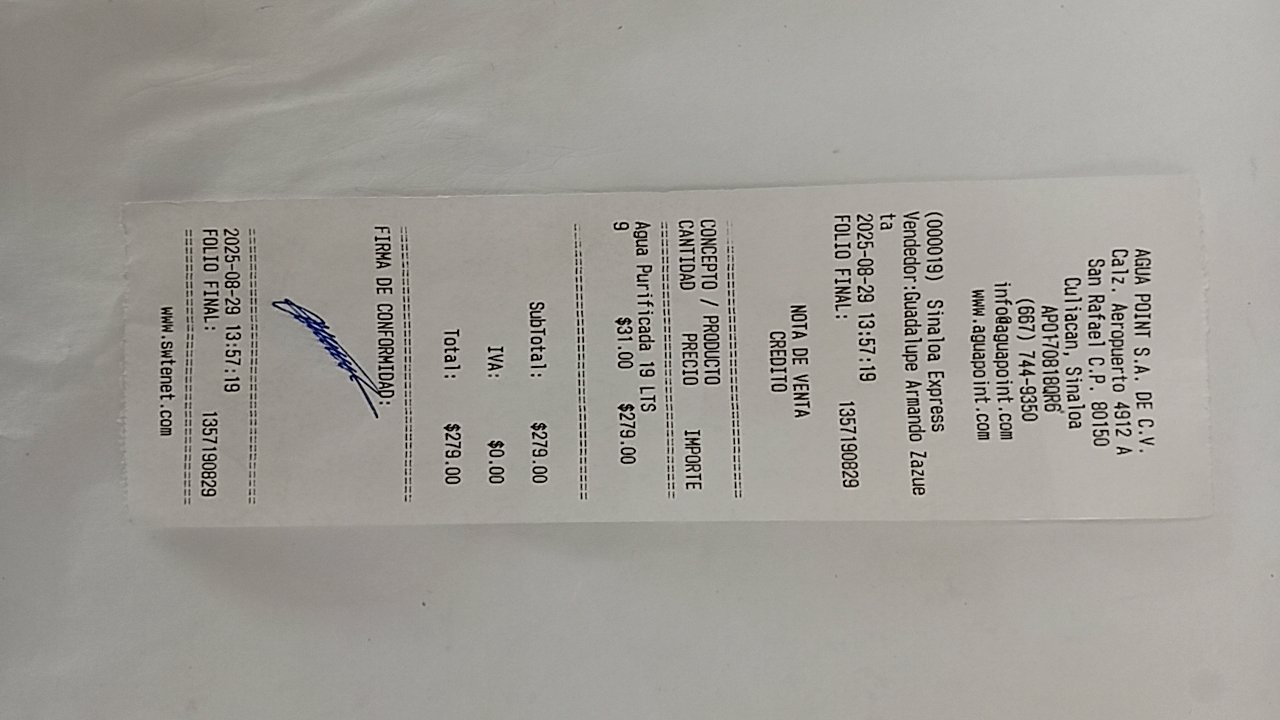 AGUA POINT S.A. DE C.V.
Calz. Aeropuerto 4912 A
San Rafael C.P. 80150
Culiacan, Sinaloa
APO170818QR6
(667) 744-9350
info@aguapoint.com
www.aguapoint.com
(000019) Sinaloa Express
Vendedor:Guadalupe Armando Zazue
ta
2025-08-29 13:57:19
FOLIO FINAL: 1357190829
NOTA DE VENTA
CREDITO
CONCEPTO / PRODUCTO
CANTIDAD PRECIO IMPORTE
Agua Purificada 19 LTS
9 $31.00 $279.00
SubTotal: $279.00
IVA: $0.00
Total: $279.00
FIRMA DE CONFORMIDAD:
2025-08-29 13:57:19
FOLIO FINAL: 1357190829
www.swtenet.com